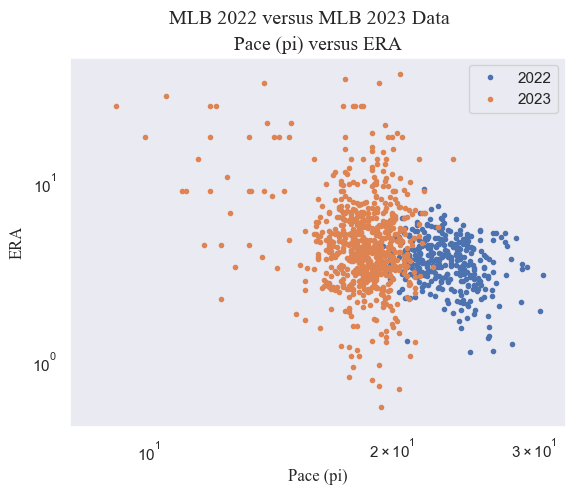 MLB 2022 versus MLB 2023 Data
Pace (pi) versus ERA
2022
2023
ERA
10¹
10⁰
10¹
2 × 10¹
3 × 10¹
Pace (pi)